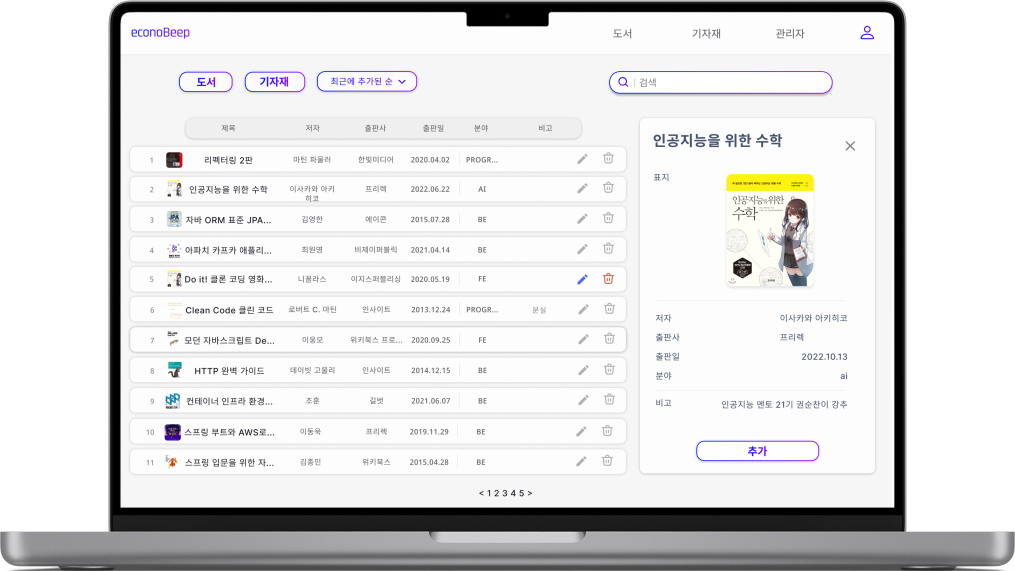 econoBeep
도서 기자재 관리자
도서 기자재 최근에 추가된 순 검색
제목 저자 출판사 출판일 분야 비고
1 리펙터링 2판 마틴 파울러 한빛미디어 2020.04.02 PROGR...
2 인공지능을 위한 수학 이사카와 아키히코 프리렉 2022.06.22 AI
3 자바 ORM 표준 JPA... 김영한 에이콘 2015.07.28 BE
4 아파치 카프카 애플리... 최원영 비제이퍼블릭 2021.04.14 BE
5 Do it! 클론 코딩 영화... 니꼴라스 이지스퍼블리싱 2020.05.19 FE
6 Clean Code 클린 코드 로버트 C. 마틴 인사이트 2013.12.24 PROGR... 분실
7 모던 자바스크립트 De... 이웅모 위키북스 프로... 2020.09.25 FE
8 HTTP 완벽 가이드 데이빗 고울리 인사이트 2014.12.15 BE
9 컨테이너 인프라 환경... 조훈 길벗 2021.06.07 BE
10 스프링 부트와 AWS로... 이동욱 프리렉 2019.11.29 BE
11 스프링 입문을 위한 자... 김종민 위키북스 2015.04.28 BE
< 1 2 3 4 5 >
인공지능을 위한 수학
표지
인공지능을 위한
수학
저자 이사카와 아키히코
출판사 프리렉
출판일 2022.10.13
분야 ai
비고 인공지능 멘토 21기 권순찬이 강추
추가